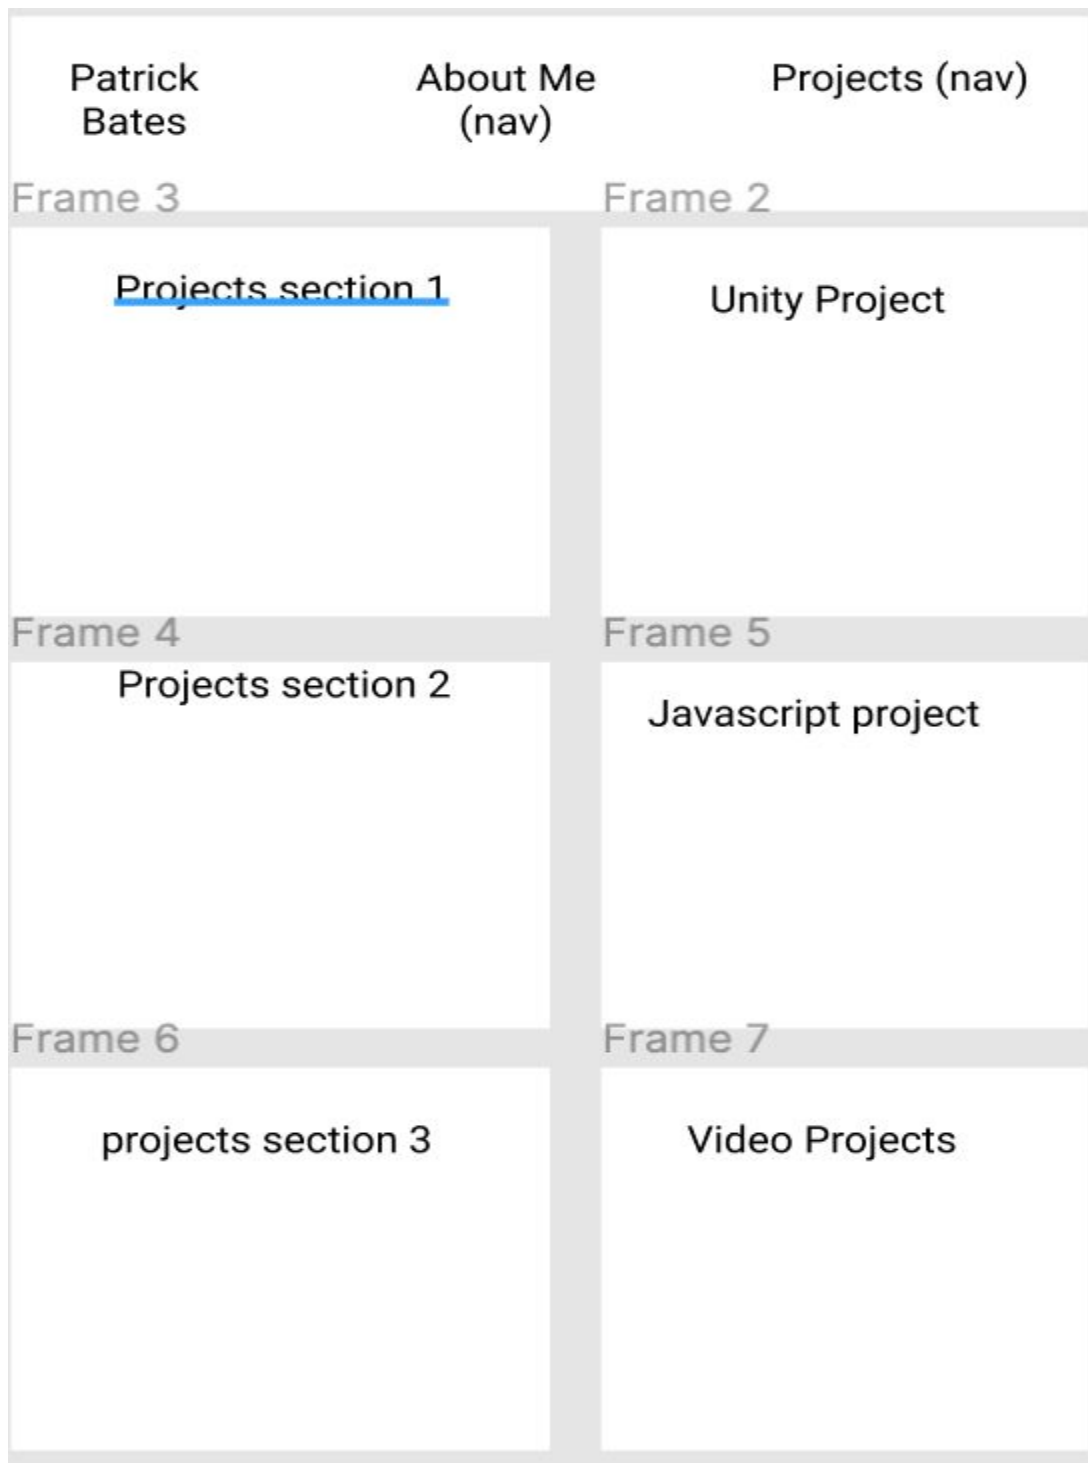 Patrick
Bates
About Me
(nav)
Projects (nav)
Frame 3
Frame 2
Projects section 1
Unity Project
Frame 4
Frame 5
Projects section 2
Javascript project
Frame 6
Frame 7
projects section 3
Video Projects